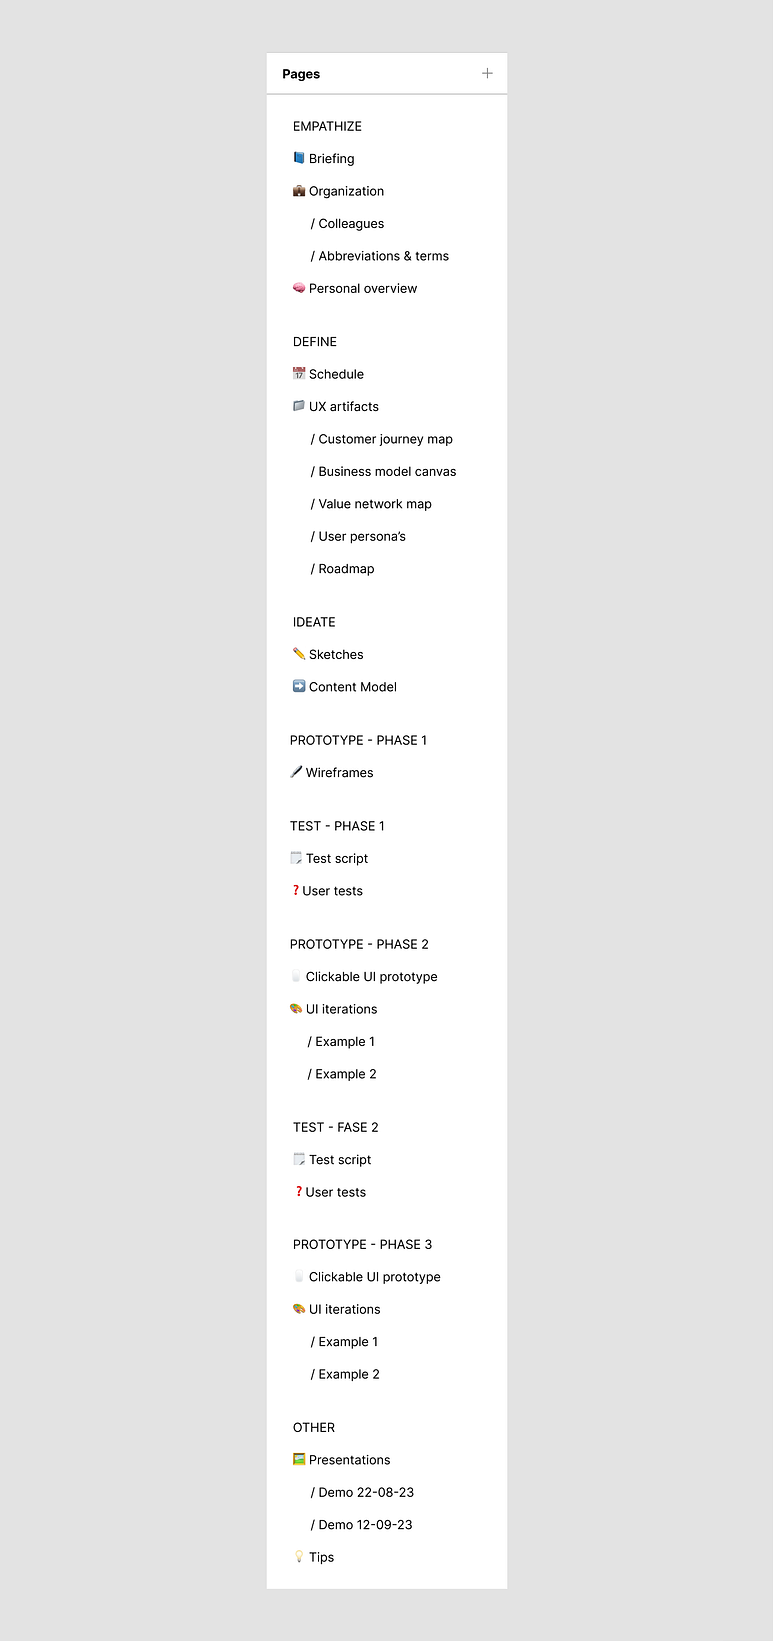 Pages
EMPATHIZE
📘 Briefing
💼 Organization
/ Colleagues
/ Abbreviations & terms
🧠 Personal overview
DEFINE
📅 Schedule
📁 UX artifacts
/ Customer journey map
/ Business model canvas
/ Value network map
/ User persona’s
/ Roadmap
IDEATE
✏️ Sketches
➡️ Content Model
PROTOTYPE - PHASE 1
🖋️ Wireframes
TEST - PHASE 1
🗒️ Test script
❓ User tests
PROTOTYPE - PHASE 2
Clickable UI prototype
🎨 UI iterations
/ Example 1
/ Example 2
TEST - FASE 2
🗒️ Test script
❓ User tests
PROTOTYPE - PHASE 3
Clickable UI prototype
🎨 UI iterations
/ Example 1
/ Example 2
OTHER
🖼️ Presentations
/ Demo 22-08-23
/ Demo 12-09-23
💡 Tips